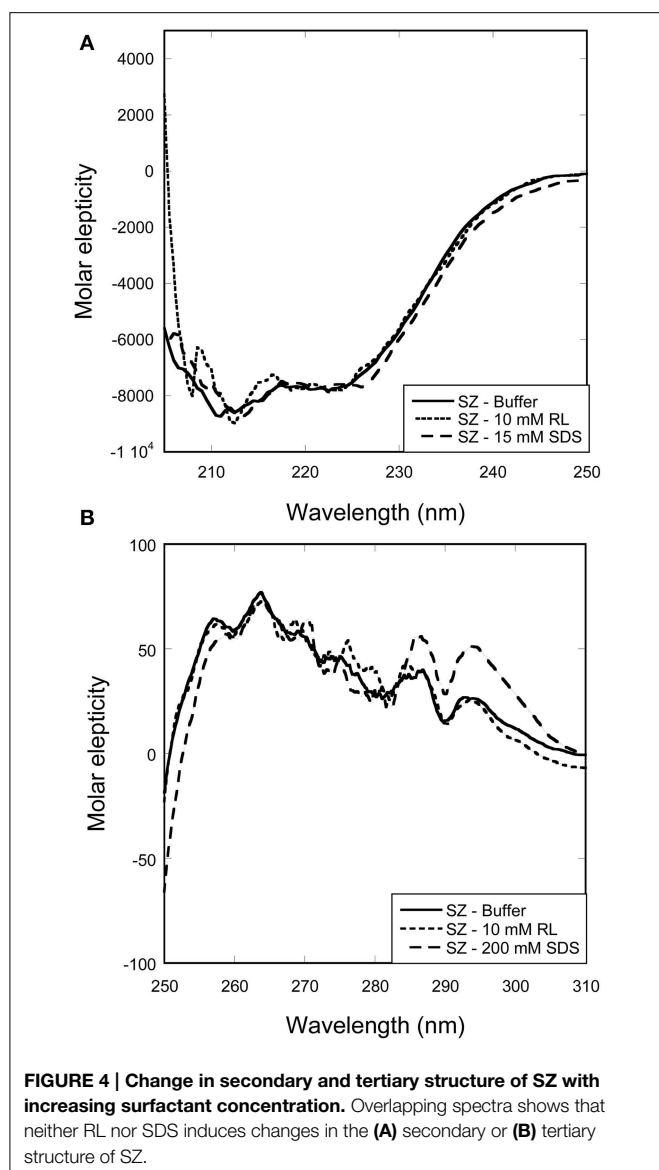 A
4000
2000
0
-2000
-4000
-6000
-8000
-1 10⁴
Molar elepticity
SZ - Buffer
SZ - 10 mM RL
SZ - 15 mM SDS
210 220 230 240 250
Wavelength (nm)
B
100
50
0
-50
-100
Molar elepticity
SZ - Buffer
SZ - 10 mM RL
SZ - 200 mM SDS
250 260 270 280 290 300 310
Wavelength (nm)
FIGURE 4 | Change in secondary and tertiary structure of SZ with
increasing surfactant concentration. Overlapping spectra shows that
neither RL nor SDS induces changes in the (A) secondary or (B) tertiary
structure of SZ.